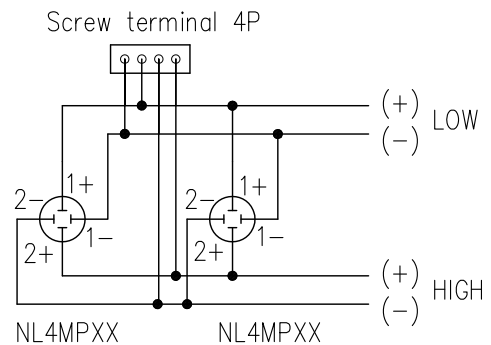 Screw terminal 4P
(+)
LOW
(-)
1+
2-
2+
1-
1+
2-
2+
1-
(+)
HIGH
(-)
NL4MPXX
NL4MPXX